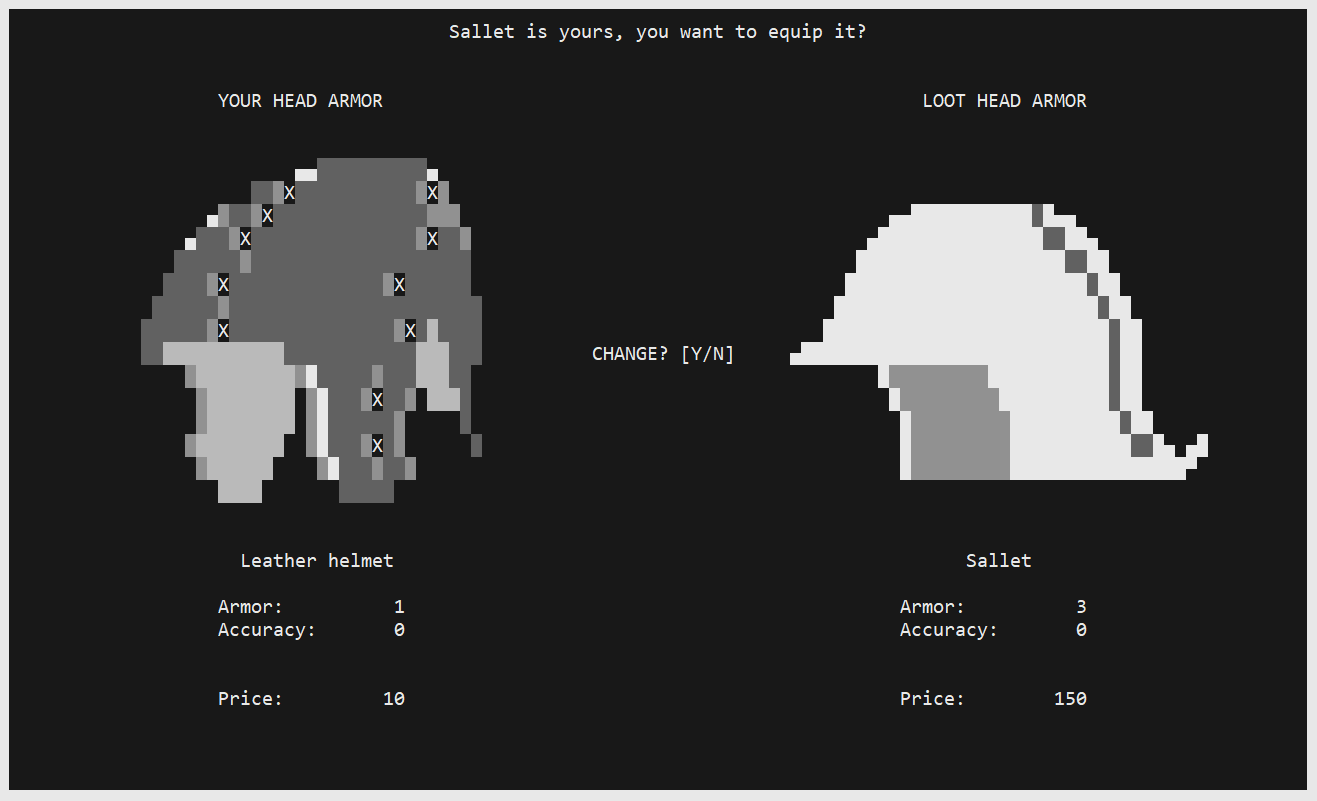 Sallet is yours, you want to equip it?
YOUR HEAD ARMOR
LOOT HEAD ARMOR
X X
X
X X
X X
X X
CHANGE? [Y/N]
X
X
Leather helmet
Sallet
Armor: 1
Accuracy: 0
Price: 10
Armor: 3
Accuracy: 0
Price: 150